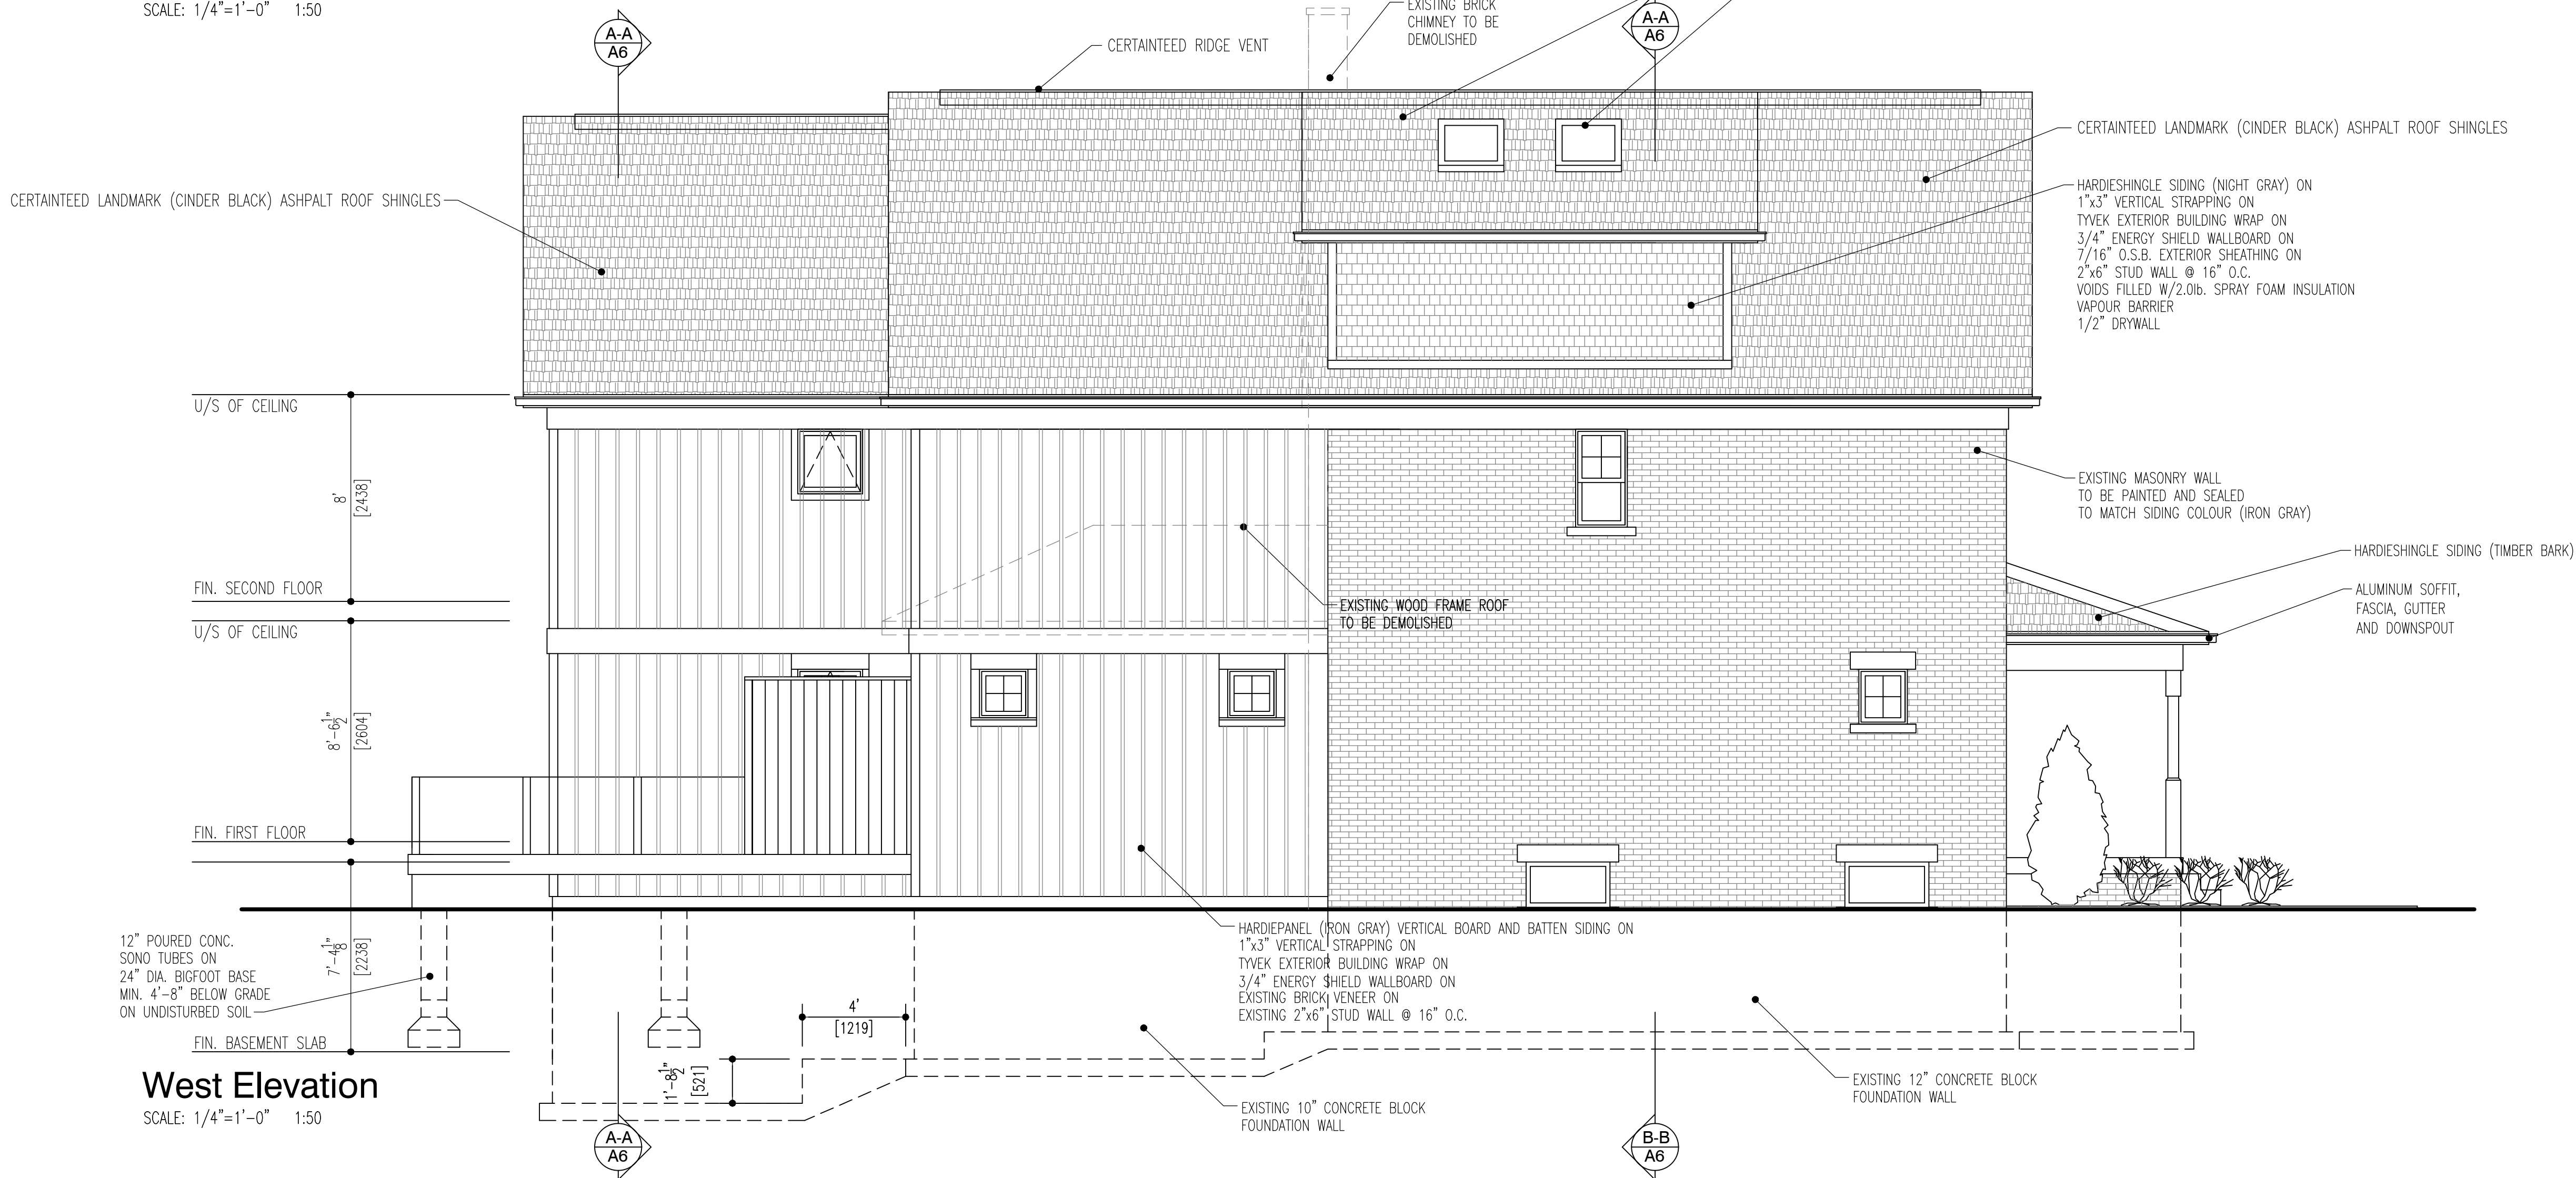 SCALE: 1/4"=1'-0" 1:50
A-A
A6
CERTAINTEED RIDGE VENT
EXISTING BRICK
CHIMNEY TO BE
DEMOLISHED
A-A
A6
CERTAINTEED LANDMARK (CINDER BLACK) ASHPALT ROOF SHINGLES
CERTAINTEED LANDMARK (CINDER BLACK) ASHPALT ROOF SHINGLES
HARDIESHINGLE SIDING (NIGHT GRAY) ON
1"x3" VERTICAL STRAPPING ON
TYVEK EXTERIOR BUILDING WRAP ON
3/4" ENERGY SHIELD WALLBOARD ON
7/16" O.S.B. EXTERIOR SHEATHING ON
2"x6" STUD WALL @ 16" O.C.
VOIDS FILLED W/2.0lb. SPRAY FOAM INSULATION
VAPOUR BARRIER
1/2" DRYWALL
U/S OF CEILING
8'
[2438]
EXISTING MASONRY WALL
TO BE PAINTED AND SEALED
TO MATCH SIDING COLOUR (IRON GRAY)
HARDIESHINGLE SIDING (TIMBER BARK)
ALUMINUM SOFFIT,
FASCIA, GUTTER
AND DOWNSPOUT
FIN. SECOND FLOOR
U/S OF CEILING
EXISTING WOOD FRAME ROOF
TO BE DEMOLISHED
8'-6 1/2"
[2604]
FIN. FIRST FLOOR
12" POURED CONC.
SONO TUBES ON
24" DIA. BIGFOOT BASE
MIN. 4'-8" BELOW GRADE
ON UNDISTURBED SOIL
7'-4 1/8"
[2238]
HARDIEPANEL (IRON GRAY) VERTICAL BOARD AND BATTEN SIDING ON
1"x3" VERTICAL STRAPPING ON
TYVEK EXTERIOR BUILDING WRAP ON
3/4" ENERGY SHIELD WALLBOARD ON
EXISTING BRICK VENEER ON
EXISTING 2"x6" STUD WALL @ 16" O.C.
4'
[1219]
FIN. BASEMENT SLAB
1'-8 1/2"
[521]
EXISTING 12" CONCRETE BLOCK
FOUNDATION WALL
EXISTING 10" CONCRETE BLOCK
FOUNDATION WALL
West Elevation
SCALE: 1/4"=1'-0" 1:50
A-A
A6
B-B
A6